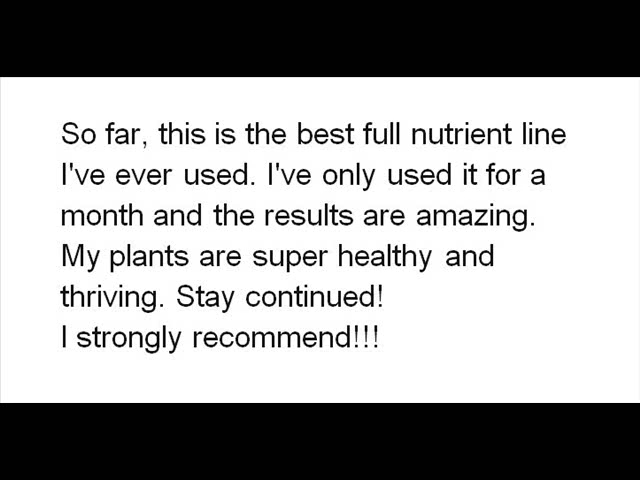 So far, this is the best full nutrient line
I've ever used. I've only used it for a
month and the results are amazing.
My plants are super healthy and
thriving. Stay continued!
I strongly recommend!!!